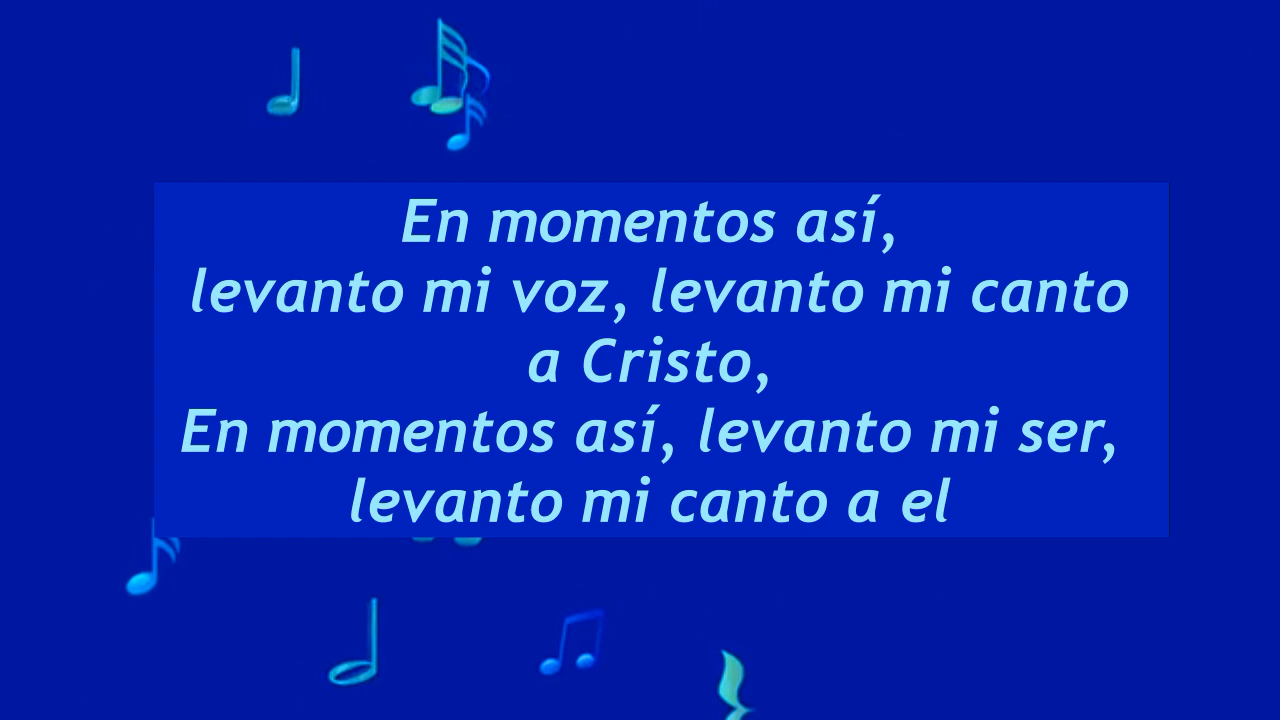 En momentos así,
levanto mi voz, levanto mi canto
a Cristo,
En momentos así, levanto mi ser,
levanto mi canto a el